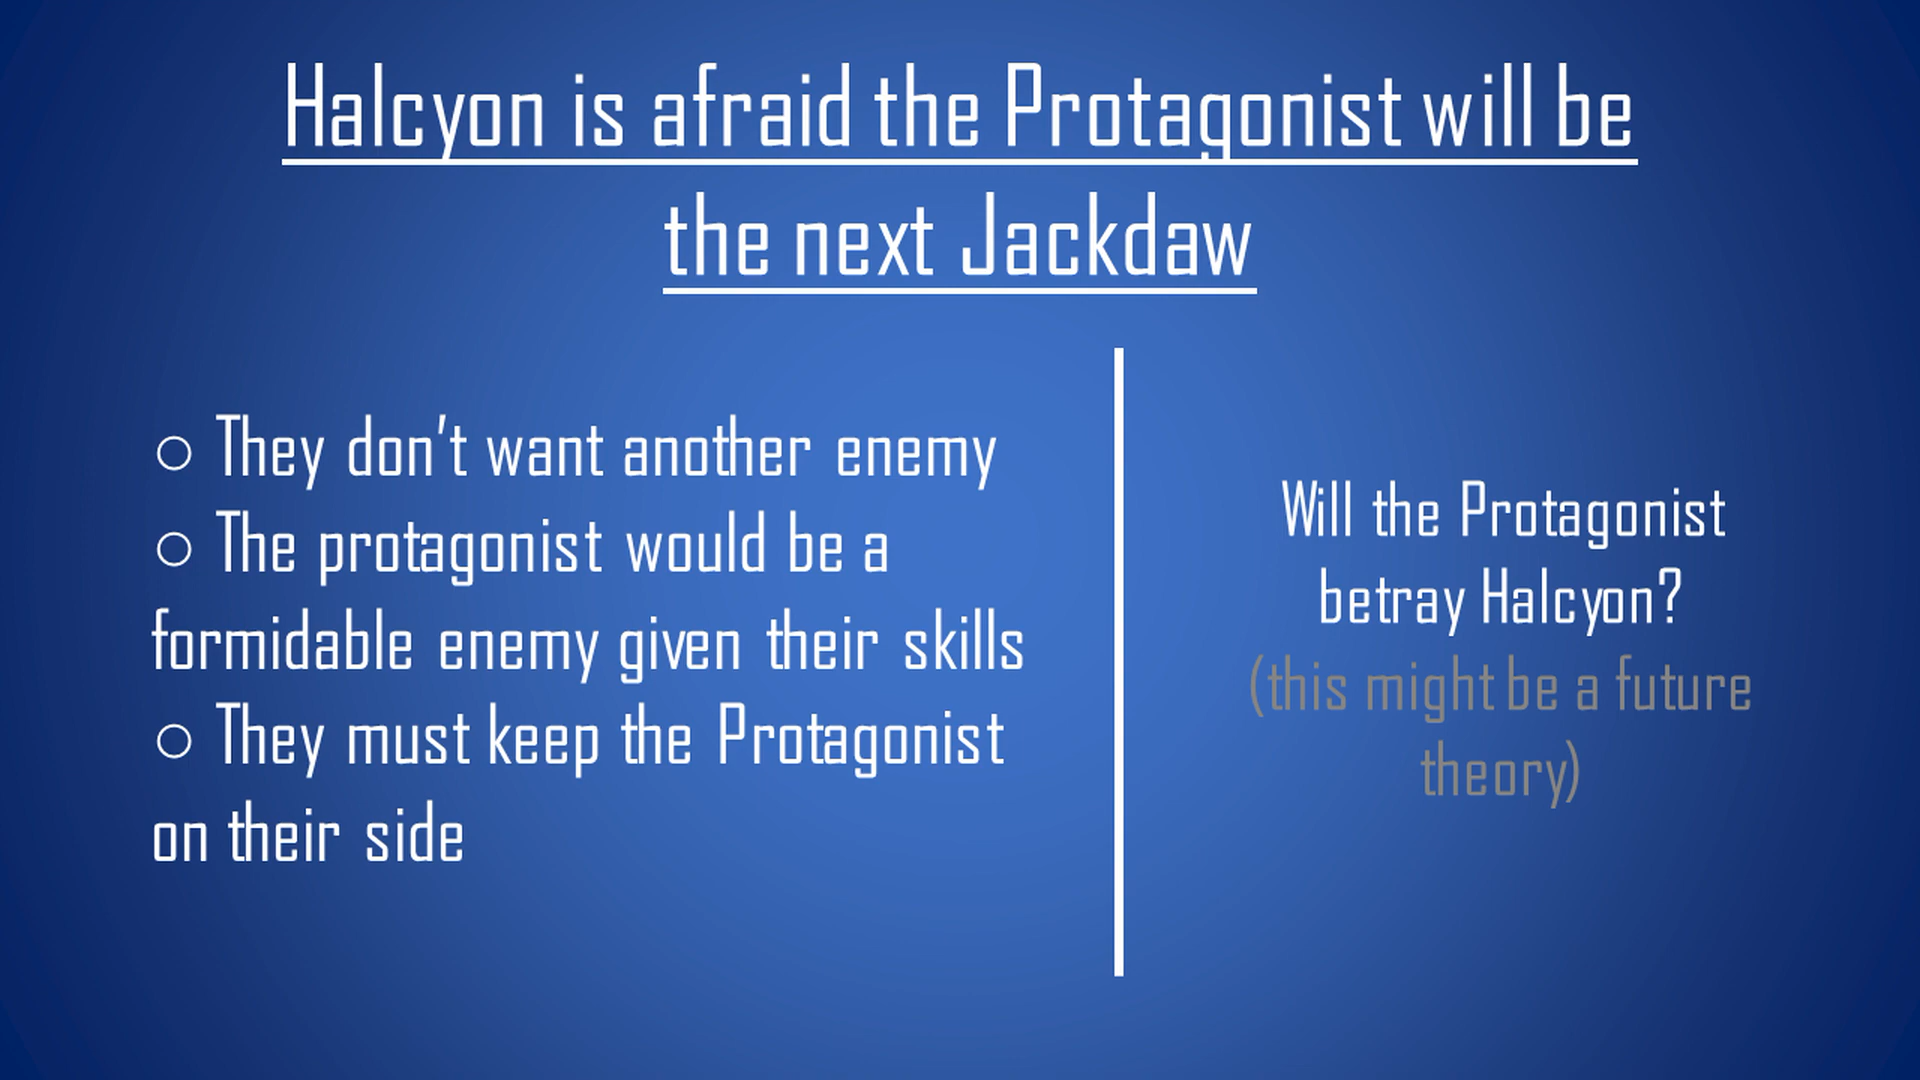 Halcyon is afraid the Protagonist will be
the next Jackdaw
○ They don't want another enemy
○ The protagonist would be a
formidable enemy given their skills
○ They must keep the Protagonist
on their side
Will the Protagonist
betray Halcyon?
(this might be a future
theory)